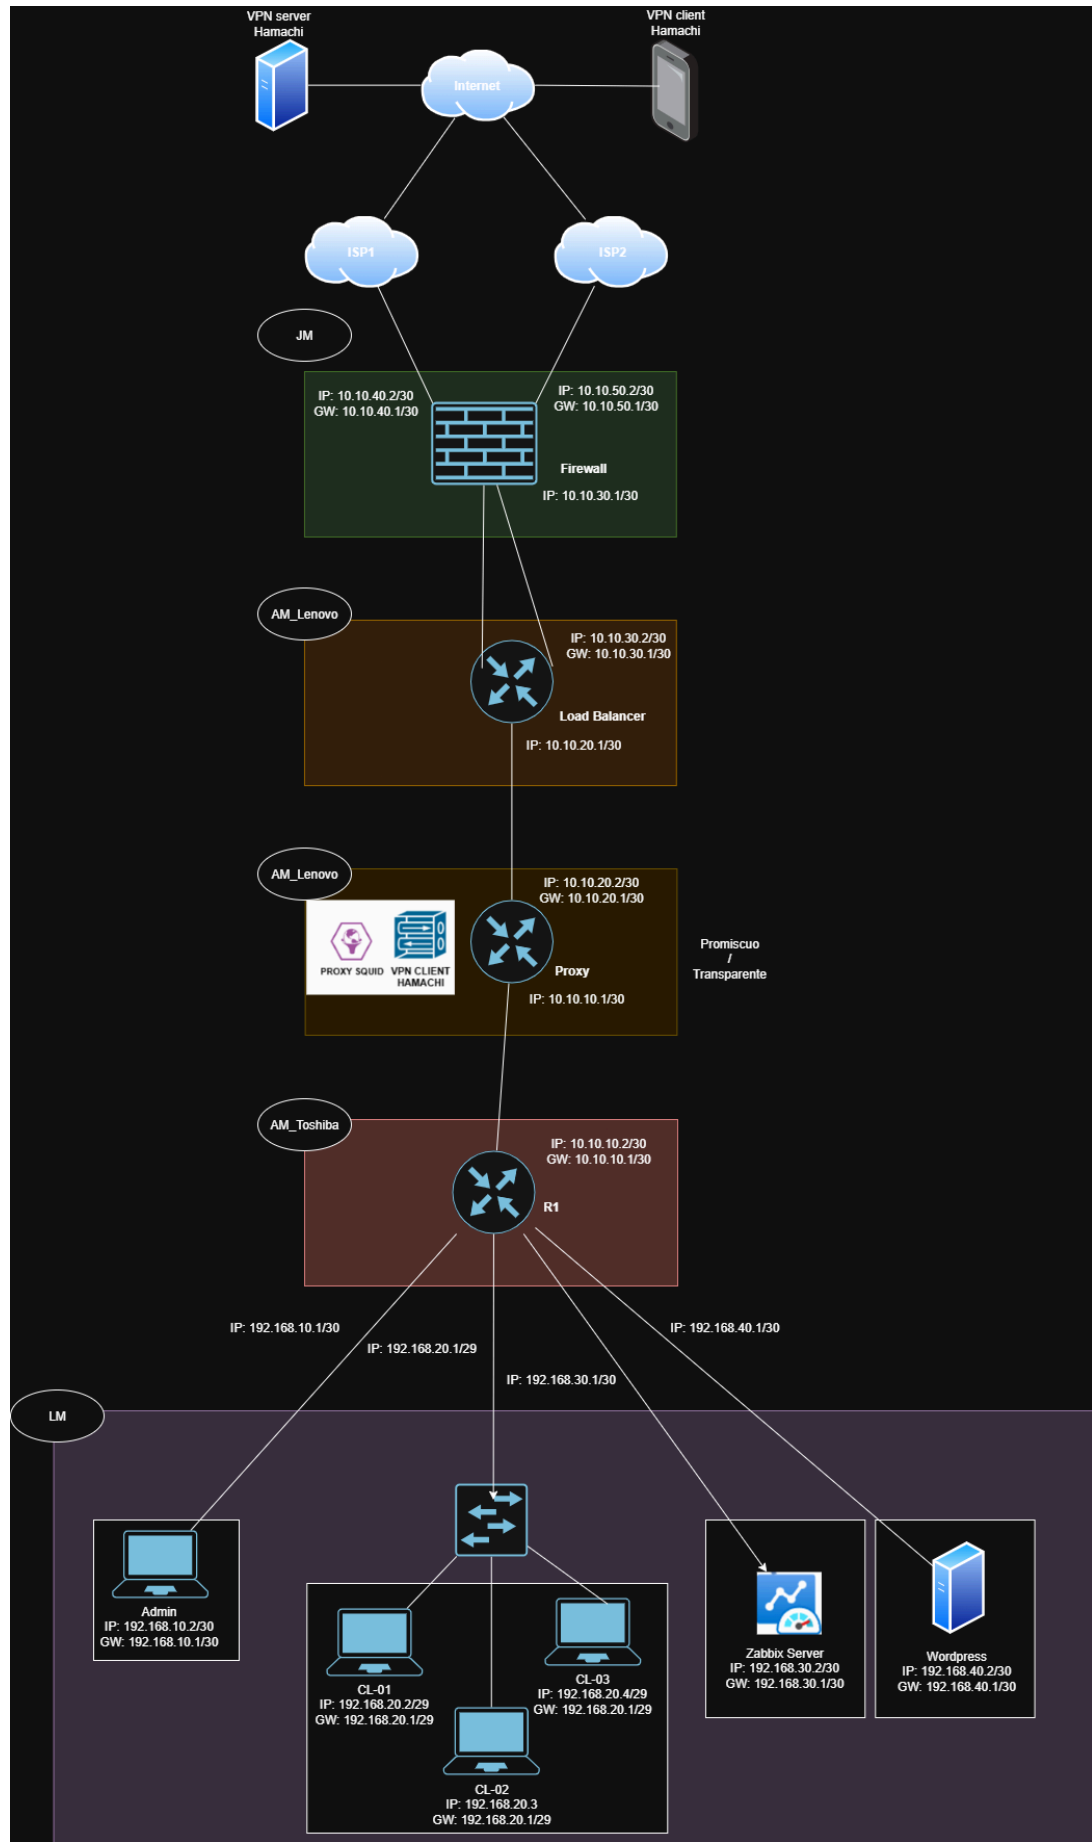 VPN server
Hamachi
VPN client
Hamachi
Internet
ISP1
ISP2
JM
IP: 10.10.40.2/30
GW: 10.10.40.1/30
IP: 10.10.50.2/30
GW: 10.10.50.1/30
Firewall
IP: 10.10.30.1/30
AM_Lenovo
IP: 10.10.30.2/30
GW: 10.10.30.1/30
Load Balancer
IP: 10.10.20.1/30
AM_Lenovo
IP: 10.10.20.2/30
GW: 10.10.20.1/30
PROXY SQUID
VPN CLIENT
HAMACHI
Proxy
IP: 10.10.10.1/30
Promiscuo
/
Transparente
AM_Toshiba
IP: 10.10.10.2/30
GW: 10.10.10.1/30
R1
IP: 192.168.10.1/30
IP: 192.168.20.1/29
IP: 192.168.30.1/30
IP: 192.168.40.1/30
LM
Admin
IP: 192.168.10.2/30
GW: 192.168.10.1/30
CL-01
IP: 192.168.20.2/29
GW: 192.168.20.1/29
CL-03
IP: 192.168.20.4/29
GW: 192.168.20.1/29
CL-02
IP: 192.168.20.3
GW: 192.168.20.1/29
Zabbix Server
IP: 192.168.30.2/30
GW: 192.168.30.1/30
Wordpress
IP: 192.168.40.2/30
GW: 192.168.40.1/30